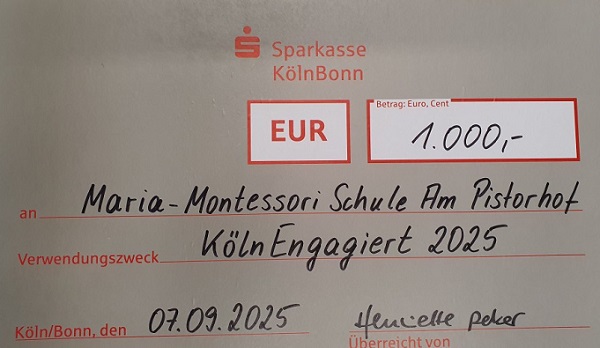 Sparkasse
KölnBonn
EUR
Betrag: Euro, Cent
1.000,-
an Maria-Montessori Schule Am Pistorhof
Verwendungszweck KölnEngagiert 2025
Köln/Bonn, den 07.09.2025
Henriette Reker
Überreicht von